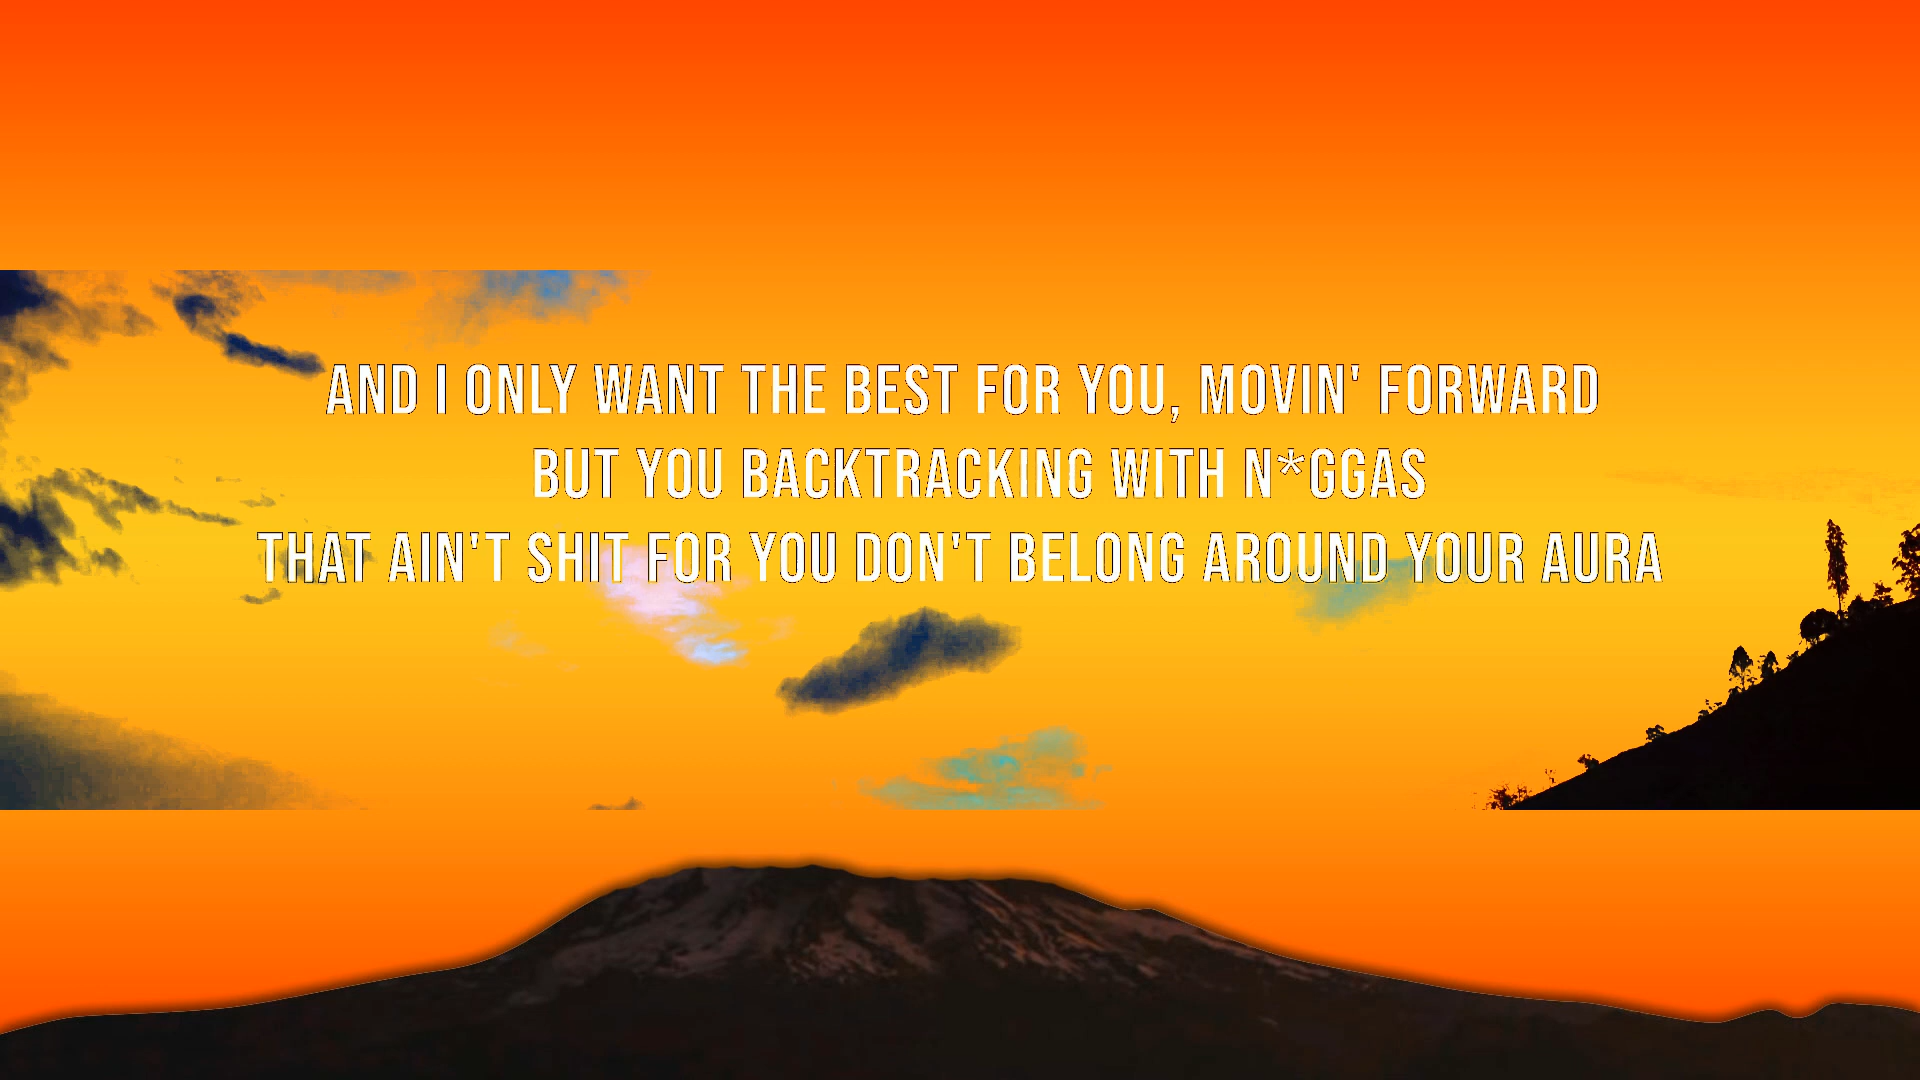 AND I ONLY WANT THE BEST FOR YOU, MOVIN' FORWARD
BUT YOU BACKTRACKING WITH N*GGAS
THAT AIN'T SHIT FOR YOU DON'T BELONG AROUND YOUR AURA